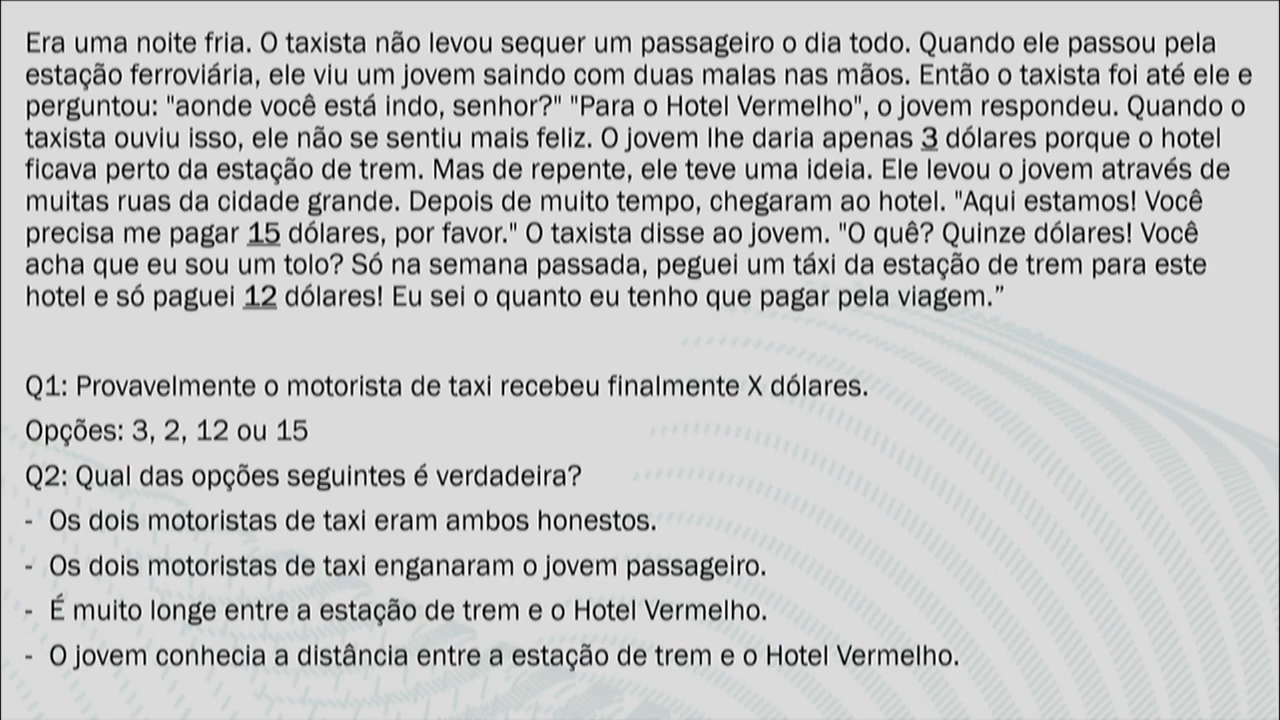 Era uma noite fria. O taxista não levou sequer um passageiro o dia todo. Quando ele passou pela
estação ferroviária, ele viu um jovem saindo com duas malas nas mãos. Então o taxista foi até ele e
perguntou: "aonde você está indo, senhor?" "Para o Hotel Vermelho", o jovem respondeu. Quando o
taxista ouviu isso, ele não se sentiu mais feliz. O jovem lhe daria apenas 3 dólares porque o hotel
ficava perto da estação de trem. Mas de repente, ele teve uma ideia. Ele levou o jovem através de
muitas ruas da cidade grande. Depois de muito tempo, chegaram ao hotel. "Aqui estamos! Você
precisa me pagar 15 dólares, por favor." O taxista disse ao jovem. "O quê? Quinze dólares! Você
acha que eu sou um tolo? Só na semana passada, peguei um táxi da estação de trem para este
hotel e só paguei 12 dólares! Eu sei o quanto eu tenho que pagar pela viagem.”
Q1: Provavelmente o motorista de taxi recebeu finalmente X dólares.
Opções: 3, 2, 12 ou 15
Q2: Qual das opções seguintes é verdadeira?
- Os dois motoristas de taxi eram ambos honestos.
- Os dois motoristas de taxi enganaram o jovem passageiro.
- É muito longe entre a estação de trem e o Hotel Vermelho.
- O jovem conhecia a distância entre a estação de trem e o Hotel Vermelho.